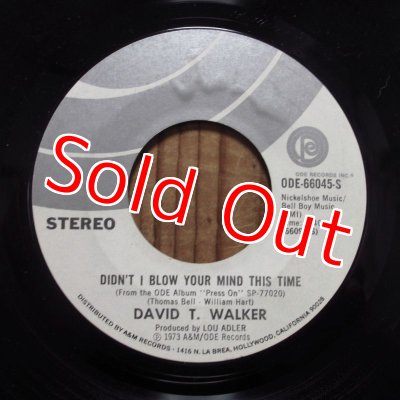 ODE RECORDS INC.
ODE-66045-S
Nickelshoe Music/
Bell Boy Music
STEREO
Sold Out
DIDN'T I BLOW YOUR MIND THIS TIME
(From the ODE Album "Press On" SP-77020)
(Thomas Bell - William Hart)
DAVID T. WALKER
Produced by LOU ADLER
℗ 1973 A&M/ODE Records
DISTRIBUTED BY A&M RECORDS · 1416 N. LA BREA, HOLLYWOOD, CALIFORNIA 90028